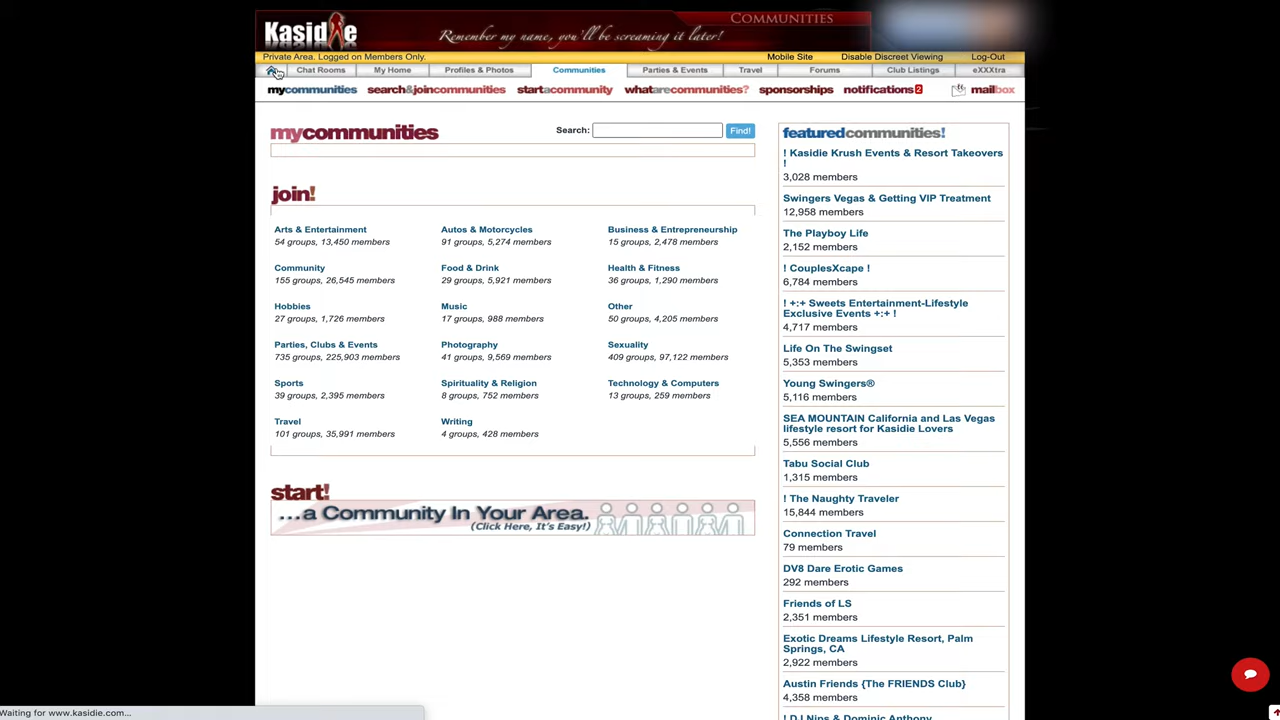 Kasidie
COMMUNITIES
Remember my name, you'll be screaming it later!
Private Area. Logged on Members Only.
Mobile Site
Disable Discreet Viewing
Log-Out
Chat Rooms
My Home
Profiles & Photos
Communities
Parties & Events
Travel
Forums
Club Listings
eXXXtra
mycommunities
search&joincommunities
startacommunity
whatarecommunities?
sponsorships
notifications 2
mailbox
mycommunities
Search:
Find!
join!
Arts & Entertainment
54 groups, 13,450 members
Autos & Motorcycles
91 groups, 5,274 members
Business & Entrepreneurship
15 groups, 2,478 members
Community
155 groups, 26,545 members
Food & Drink
29 groups, 5,921 members
Health & Fitness
36 groups, 1,290 members
Hobbies
27 groups, 1,726 members
Music
17 groups, 988 members
Other
50 groups, 4,205 members
Parties, Clubs & Events
735 groups, 225,903 members
Photography
41 groups, 9,569 members
Sexuality
409 groups, 97,122 members
Sports
39 groups, 2,395 members
Spirituality & Religion
8 groups, 752 members
Technology & Computers
13 groups, 259 members
Travel
101 groups, 35,991 members
Writing
4 groups, 428 members
start!
...a Community In Your Area.
(Click Here, It's Easy!)
featuredcommunities!
! Kasidie Krush Events & Resort Takeovers
!
3,028 members
Swingers Vegas & Getting VIP Treatment
12,958 members
The Playboy Life
2,152 members
! CouplesXcape !
6,784 members
! +:+ Sweets Entertainment-Lifestyle
Exclusive Events +:+ !
4,717 members
Life On The Swingset
5,353 members
Young Swingers®
5,116 members
SEA MOUNTAIN California and Las Vegas
lifestyle resort for Kasidie Lovers
5,556 members
Tabu Social Club
1,315 members
! The Naughty Traveler
15,844 members
Connection Travel
79 members
DV8 Dare Erotic Games
292 members
Friends of LS
2,351 members
Exotic Dreams Lifestyle Resort, Palm
Springs, CA
2,922 members
Austin Friends {The FRIENDS Club}
4,358 members
! DJ Nips & Dominic Anthony
Waiting for www.kasidie.com...